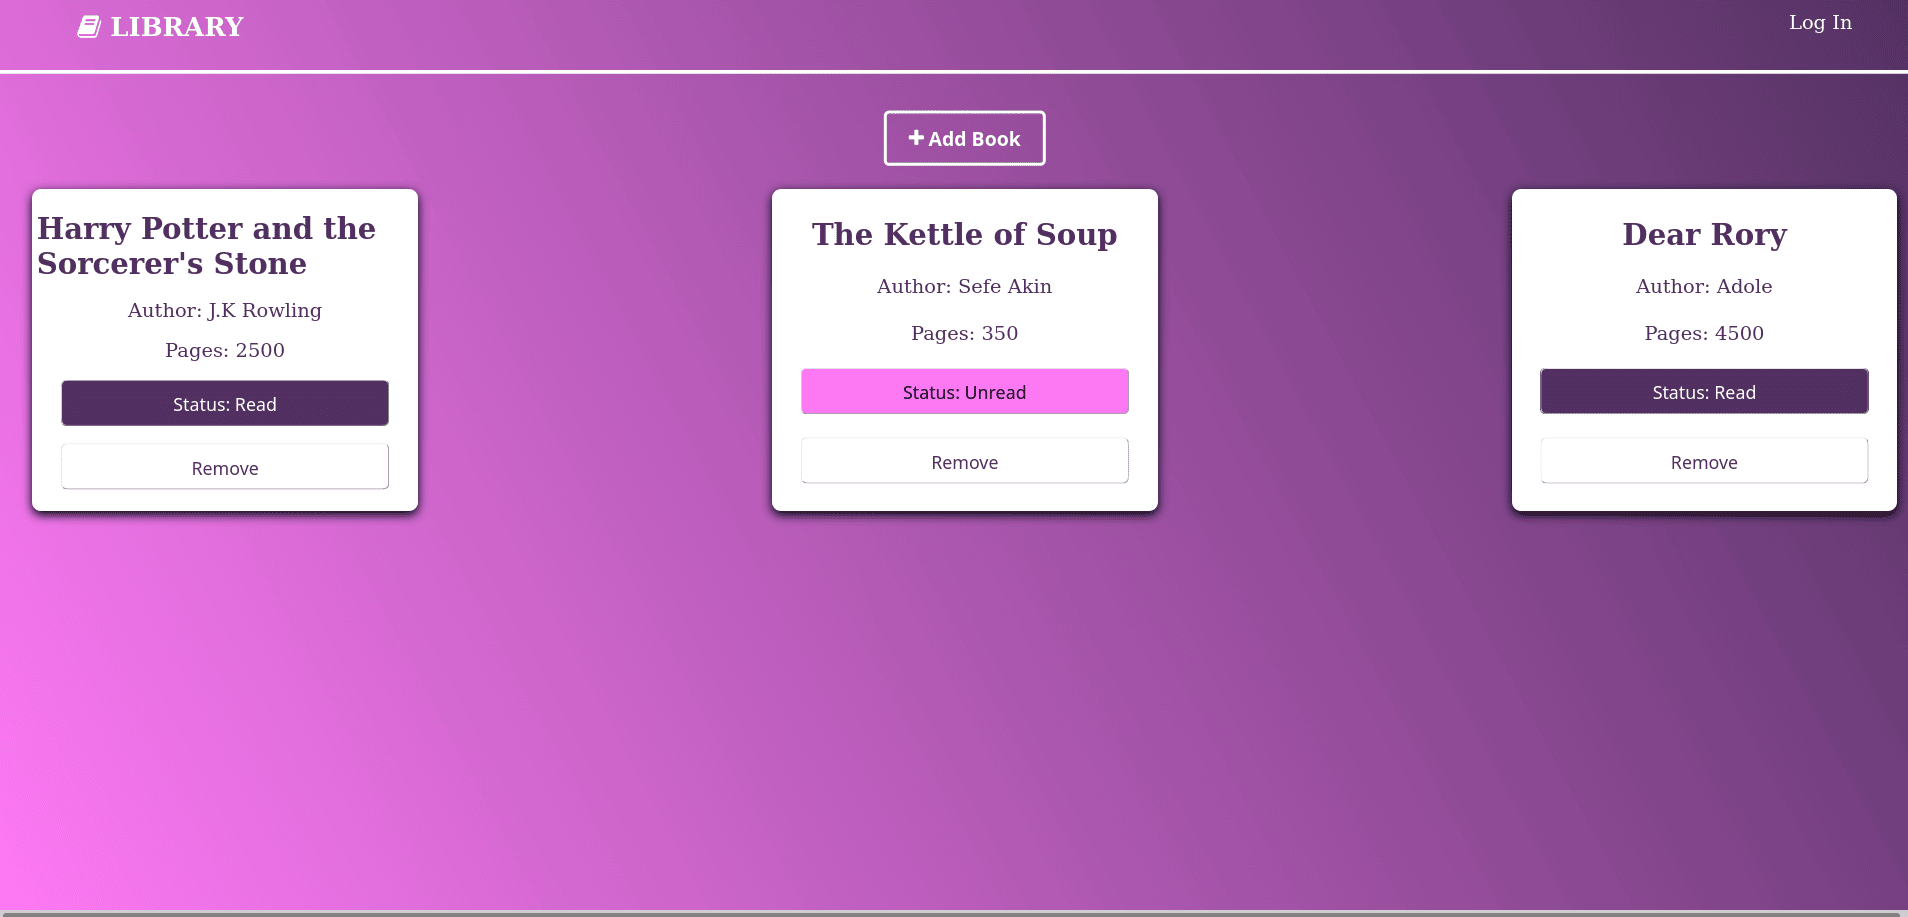 LIBRARY
Log In
Add Book
Harry Potter and the
Sorcerer's Stone
Author: J.K Rowling
Pages: 2500
Status: Read
Remove
The Kettle of Soup
Author: Sefe Akin
Pages: 350
Status: Unread
Remove
Dear Rory
Author: Adole
Pages: 4500
Status: Read
Remove